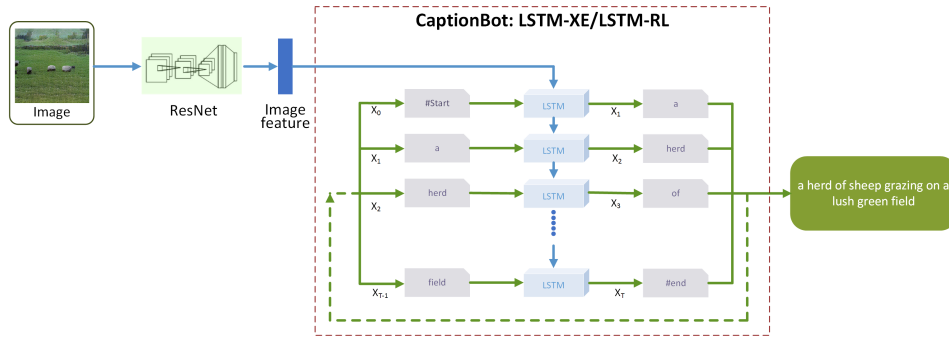 CaptionBot: LSTM-XE/LSTM-RL
Image
ResNet
Image
feature
X0
#Start
LSTM
X1
a
X1
a
LSTM
X2
herd
X2
herd
LSTM
X3
of
XT-1
field
LSTM
XT
#end
a herd of sheep grazing on a
lush green field